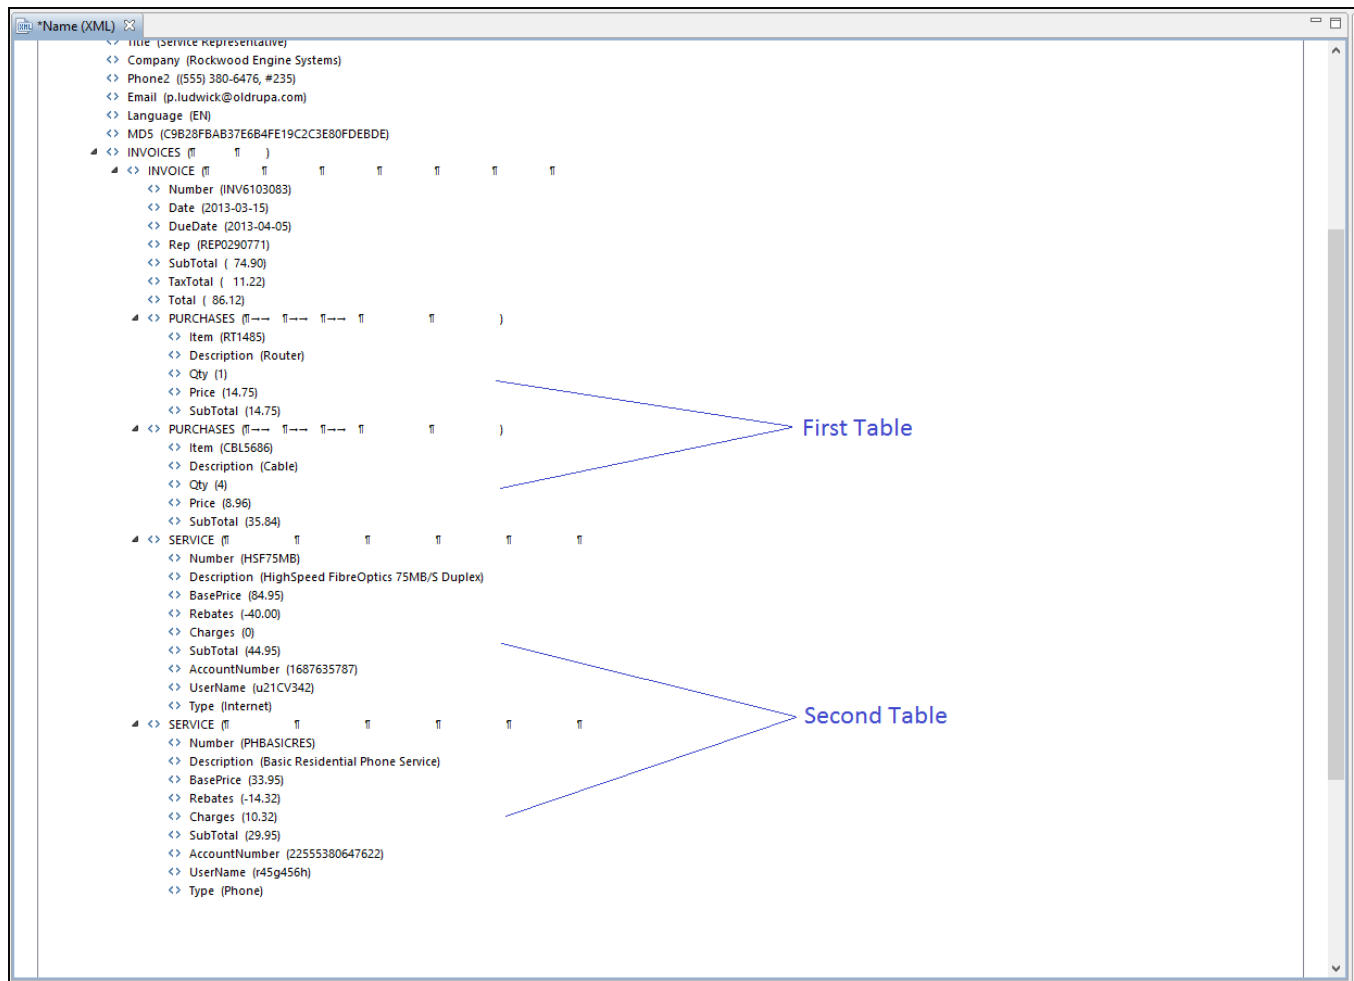 *Name (XML)
Title (Service Representative)
Company (Rockwood Engine Systems)
Phone2 ((555) 380-6476, #235)
Email (p.ludwick@oldrupa.com)
Language (EN)
MD5 (C9B28FBAB37E6B4FE19C2C3E80FDEBDE)
INVOICES (¶ ¶ )
INVOICE (¶ ¶ ¶ ¶ ¶ ¶ ¶
Number (INV6103083)
Date (2013-03-15)
DueDate (2013-04-05)
Rep (REP0290771)
SubTotal ( 74.90)
TaxTotal ( 11.22)
Total ( 86.12)
PURCHASES (¶→→ ¶→→ ¶→→ ¶ ¶ )
Item (RT1485)
Description (Router)
Qty (1)
Price (14.75)
SubTotal (14.75)
PURCHASES (¶→→ ¶→→ ¶→→ ¶ ¶ )
First Table
Item (CBL5686)
Description (Cable)
Qty (4)
Price (8.96)
SubTotal (35.84)
SERVICE (¶ ¶ ¶ ¶ ¶ ¶
Number (HSF75MB)
Description (HighSpeed FibreOptics 75MB/S Duplex)
BasePrice (84.95)
Rebates (-40.00)
Charges (0)
SubTotal (44.95)
AccountNumber (1687635787)
UserName (u21CV342)
Type (Internet)
Second Table
SERVICE (¶ ¶ ¶ ¶ ¶ ¶
Number (PHBASICRES)
Description (Basic Residential Phone Service)
BasePrice (33.95)
Rebates (-14.32)
Charges (10.32)
SubTotal (29.95)
AccountNumber (22555380647622)
UserName (r45g456h)
Type (Phone)